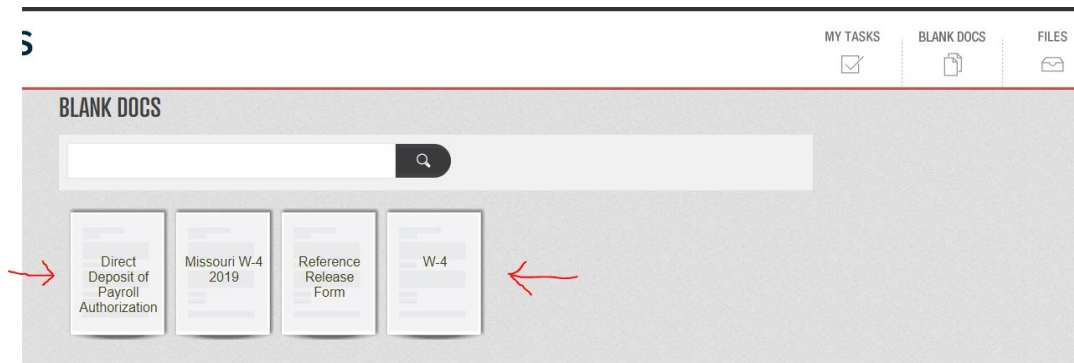 S
MY TASKS
BLANK DOCS
FILES
BLANK DOCS
Direct
Deposit of
Payroll
Authorization
Missouri W-4
2019
Reference
Release
Form
W-4